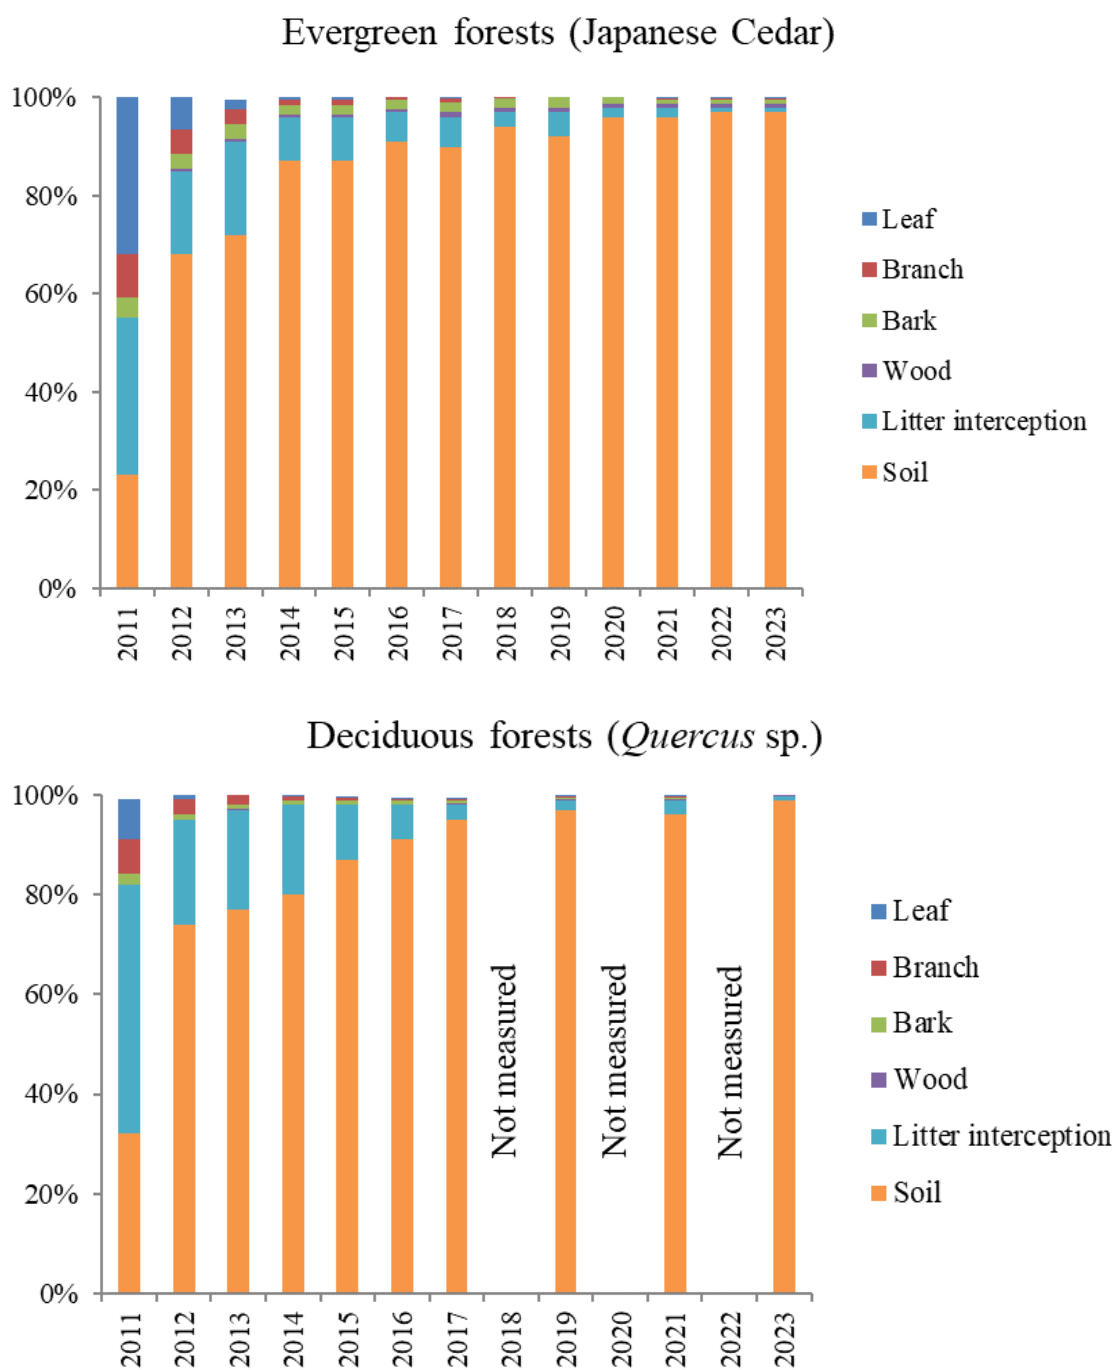 Evergreen forests (Japanese Cedar)
100%
80%
60%
40%
20%
0%
2011
2012
2013
2014
2015
2016
2017
2018
2019
2020
2021
2022
2023
Leaf
Branch
Bark
Wood
Litter interception
Soil
Deciduous forests (Quercus sp.)
100%
80%
60%
40%
20%
0%
Not measured
Not measured
Not measured
2011
2012
2013
2014
2015
2016
2017
2018
2019
2020
2021
2022
2023
Leaf
Branch
Bark
Wood
Litter interception
Soil